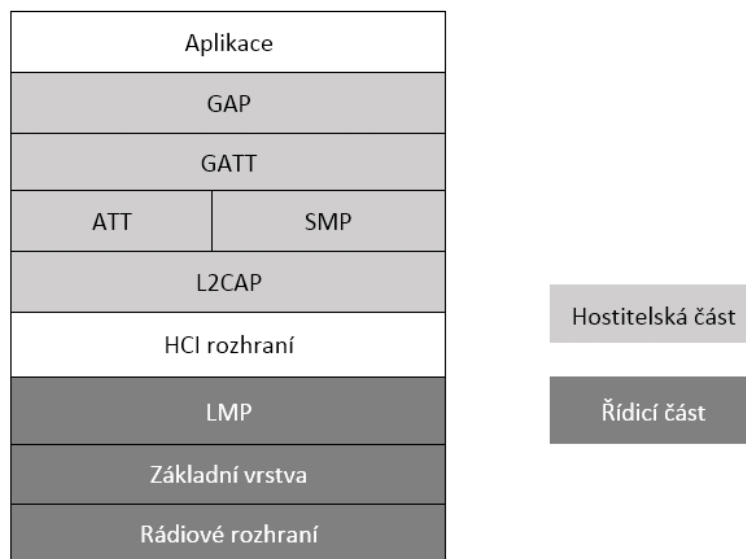 Aplikace
GAP
GATT
ATT SMP
L2CAP
HCI rozhraní
LMP
Základní vrstva
Rádiové rozhraní
Hostitelská část
Řídicí část